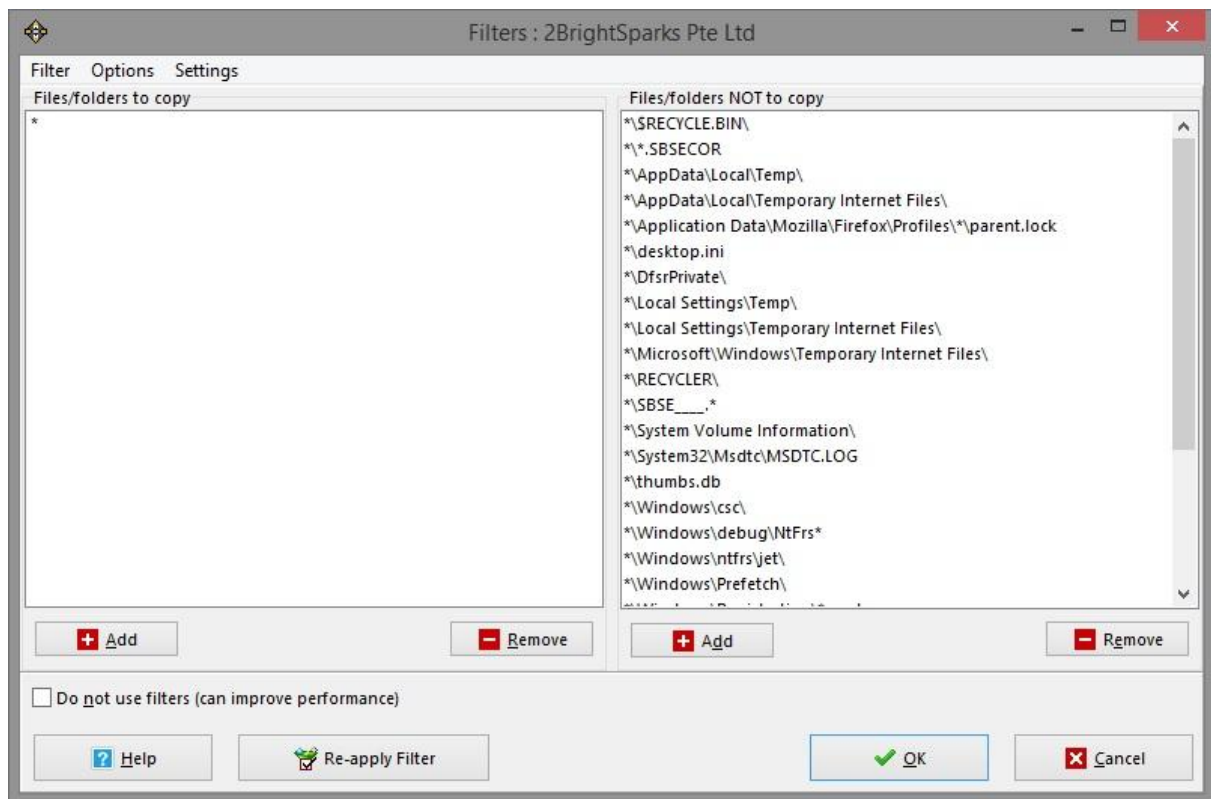 Filters : 2BrightSparks Pte Ltd
Filter Options Settings
Files/folders to copy
*
Add
Remove
Files/folders NOT to copy
*\$RECYCLE.BIN\
*\*.SBSECOR
*\AppData\Local\Temp\
*\AppData\Local\Temporary Internet Files\
*\Application Data\Mozilla\Firefox\Profiles\*\parent.lock
*\desktop.ini
*\DfsrPrivate\
*\Local Settings\Temp\
*\Local Settings\Temporary Internet Files\
*\Microsoft\Windows\Temporary Internet Files\
*\RECYCLER\
*\SBSE____.*
*\System Volume Information\
*\System32\Msdtc\MSDTC.LOG
*\thumbs.db
*\Windows\csc\
*\Windows\debug\NtFrs*
*\Windows\ntfrs\jet\
*\Windows\Prefetch\
Add
Remove
Do not use filters (can improve performance)
Help
Re-apply Filter
OK
Cancel